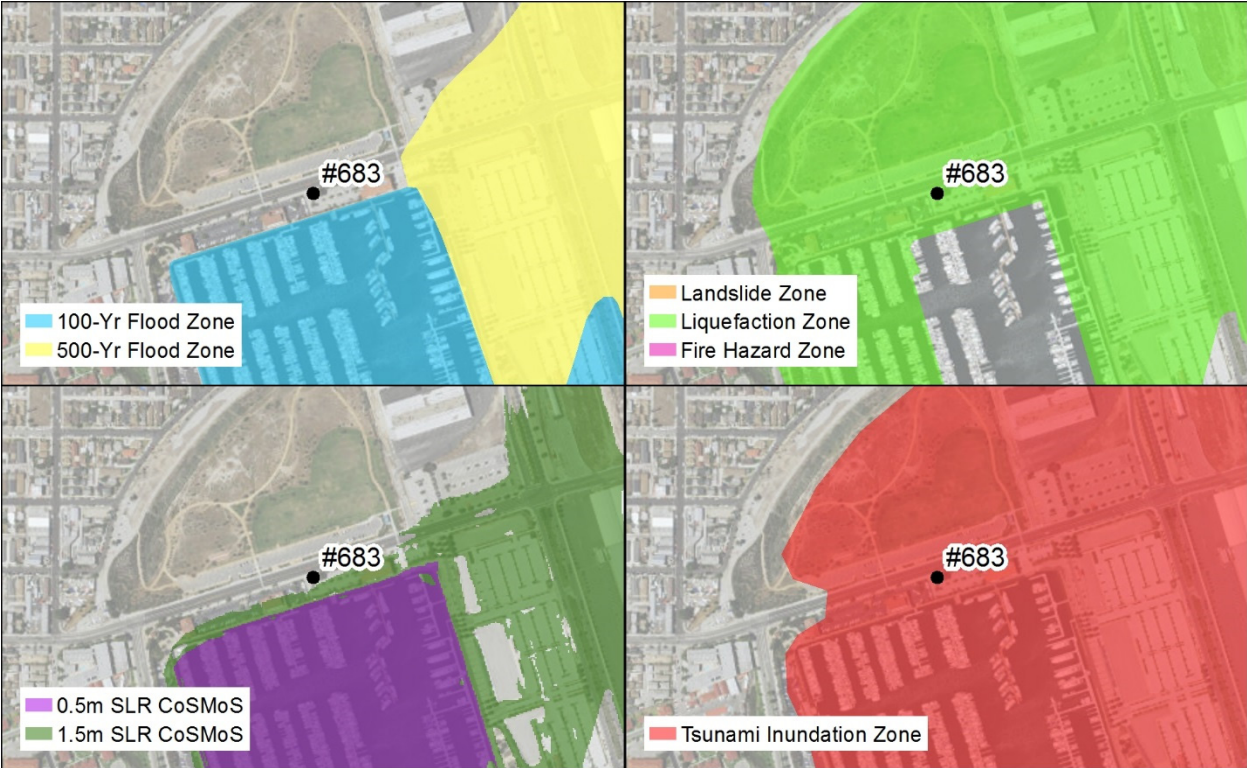 #683
100-Yr Flood Zone
500-Yr Flood Zone
#683
Landslide Zone
Liquefaction Zone
Fire Hazard Zone
#683
0.5m SLR CoSMoS
1.5m SLR CoSMoS
#683
Tsunami Inundation Zone